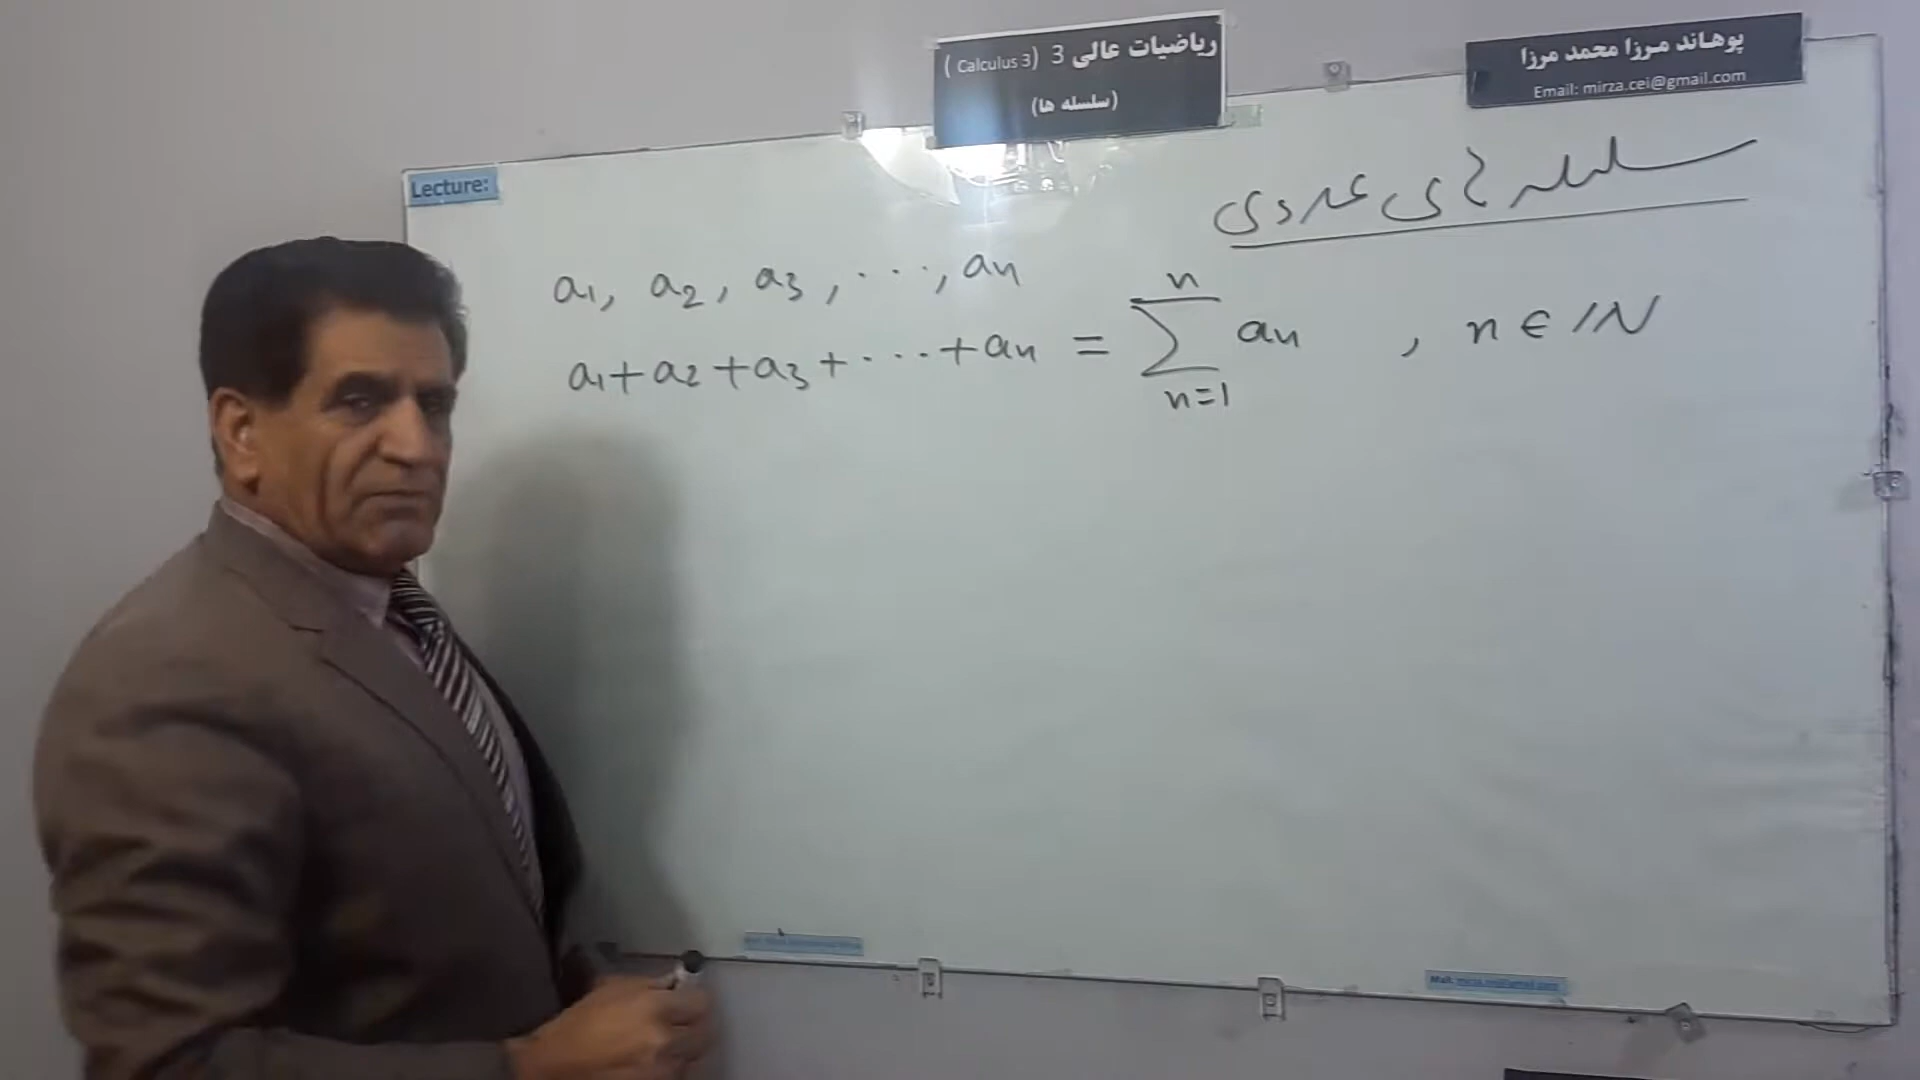 ریاضیات عالی 3 (Calculus 3)
(سلسله ها)
پوهاند مرزا محمد مرزا
Email: mirza.cei@gmail.com
Lecture:
سلسله های عددی
a₁, a₂, a₃, ..., aₙ
a₁+a₂+a₃+...+aₙ = ∑ₙ₌₁ⁿ aₙ , n ∈ IN